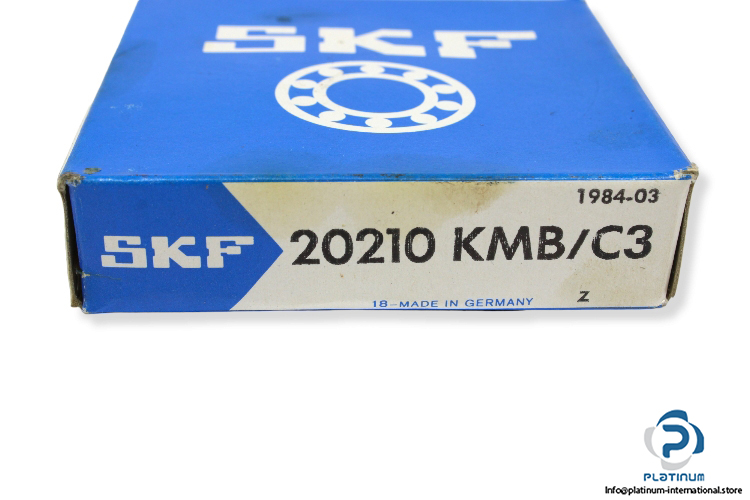 SKF
1984-03
SKF 20210 KMB/C3
18-MADE IN GERMANY Z
PLATINUM
Info@platinum-international.store